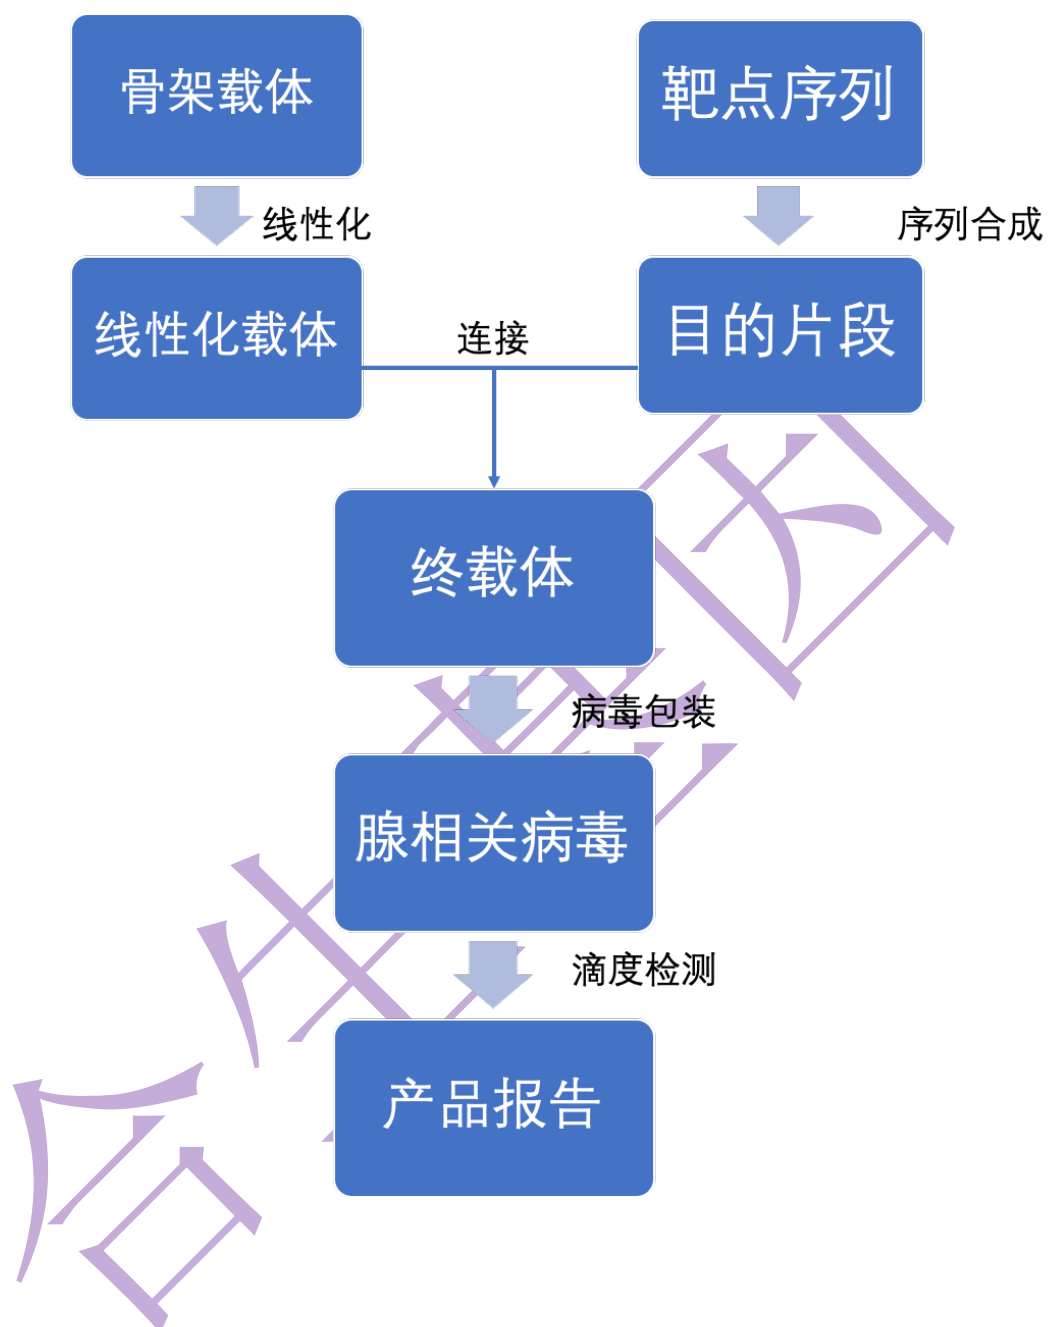 骨架载体
靶点序列
线性化
序列合成
线性化载体
连接
目的片段
终载体
病毒包装
腺相关病毒
滴度检测
产品报告